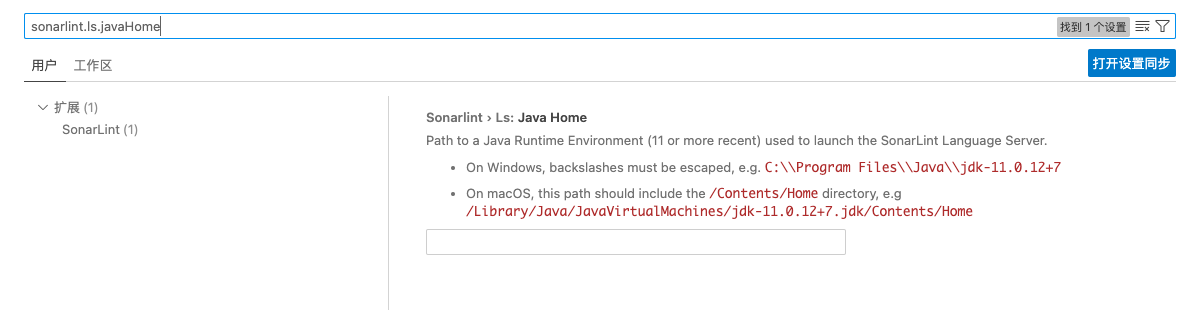 sonarlint.ls.javaHome
找到 1 个设置
用户 工作区
打开设置同步
扩展 (1)
SonarLint (1)
Sonarlint › Ls: Java Home
Path to a Java Runtime Environment (11 or more recent) used to launch the SonarLint Language Server.
• On Windows, backslashes must be escaped, e.g. C:\\Program Files\\Java\\jdk-11.0.12+7
• On macOS, this path should include the /Contents/Home directory, e.g
/Library/Java/JavaVirtualMachines/jdk-11.0.12+7.jdk/Contents/Home